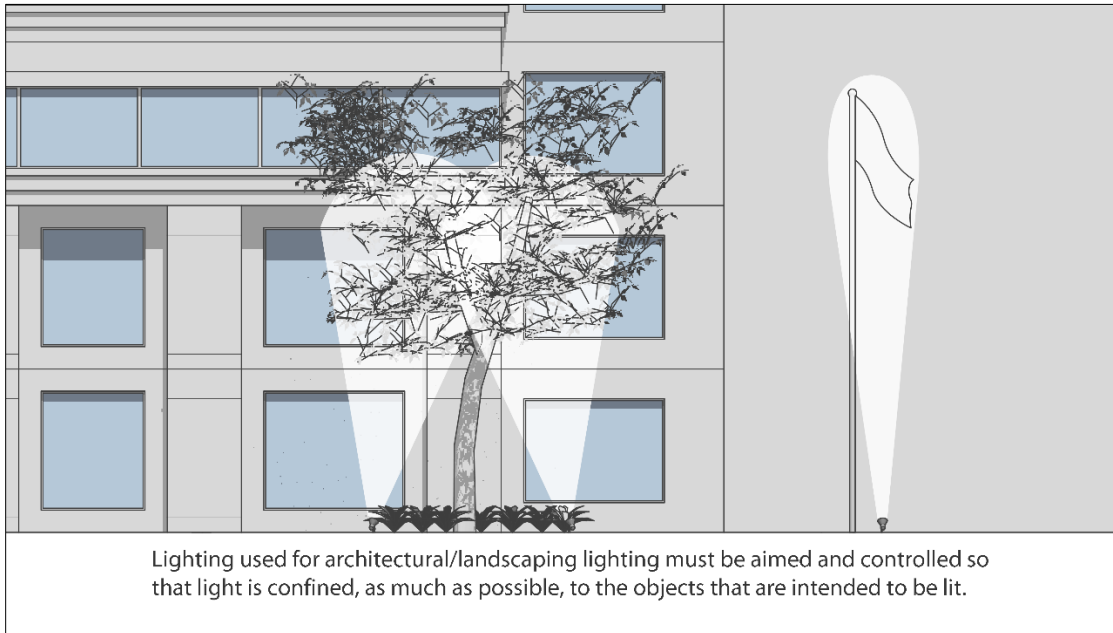 Lighting used for architectural/landscaping lighting must be aimed and controlled so
that light is confined, as much as possible, to the objects that are intended to be lit.